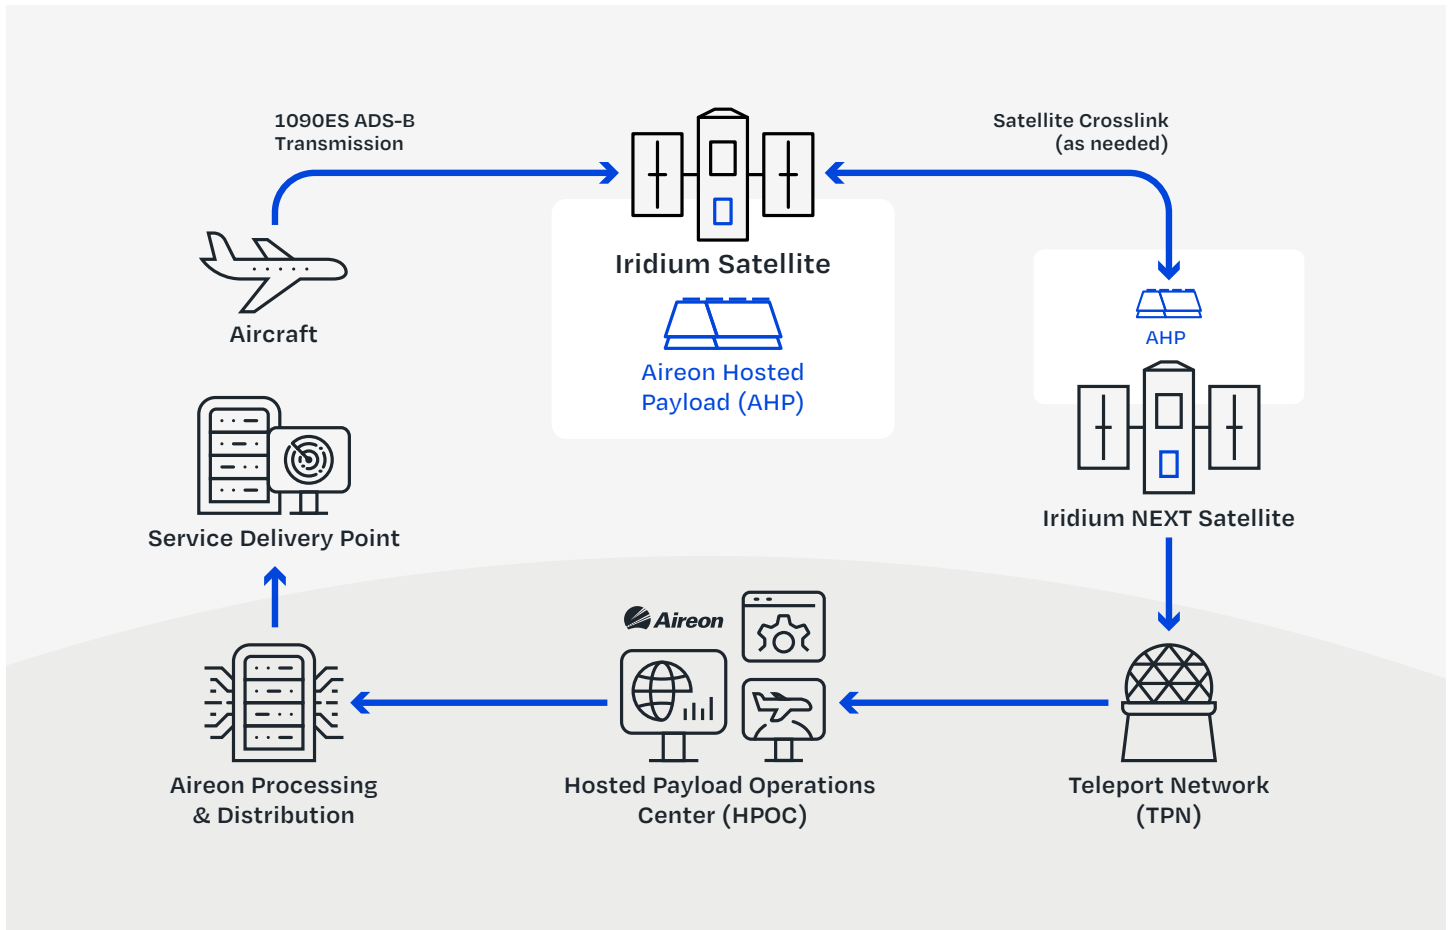 1090ES ADS-B
Transmission
Satellite Crosslink
(as needed)
Iridium Satellite
Aireon Hosted
Payload (AHP)
Aircraft
AHP
Iridium NEXT Satellite
Service Delivery Point
Aireon
Aireon Processing
& Distribution
Hosted Payload Operations
Center (HPOC)
Teleport Network
(TPN)